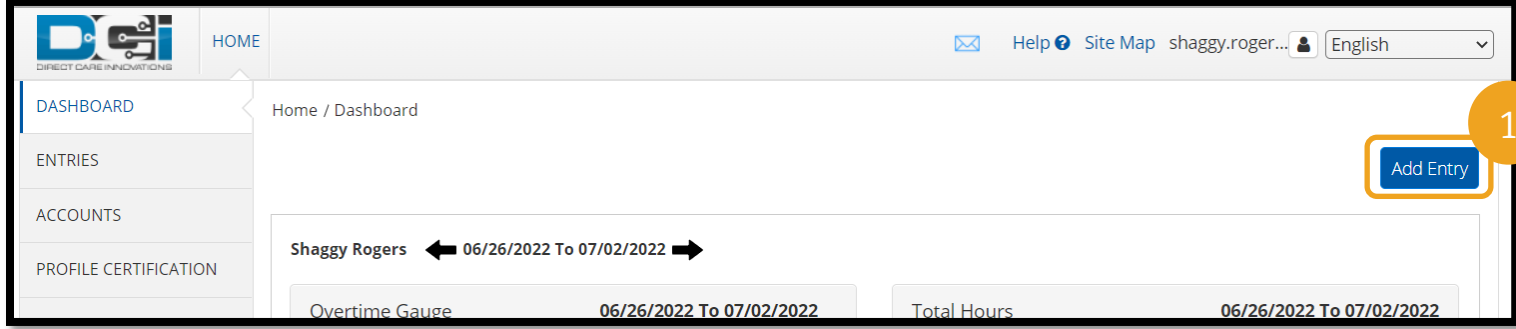 DCi
DIRECT CARE INNOVATIONS
HOME
Help ? Site Map shaggy.roger... English
DASHBOARD
ENTRIES
ACCOUNTS
PROFILE CERTIFICATION
Home / Dashboard
1
Add Entry
Shaggy Rogers 06/26/2022 To 07/02/2022
Overtime Gauge 06/26/2022 To 07/02/2022
Total Hours 06/26/2022 To 07/02/2022